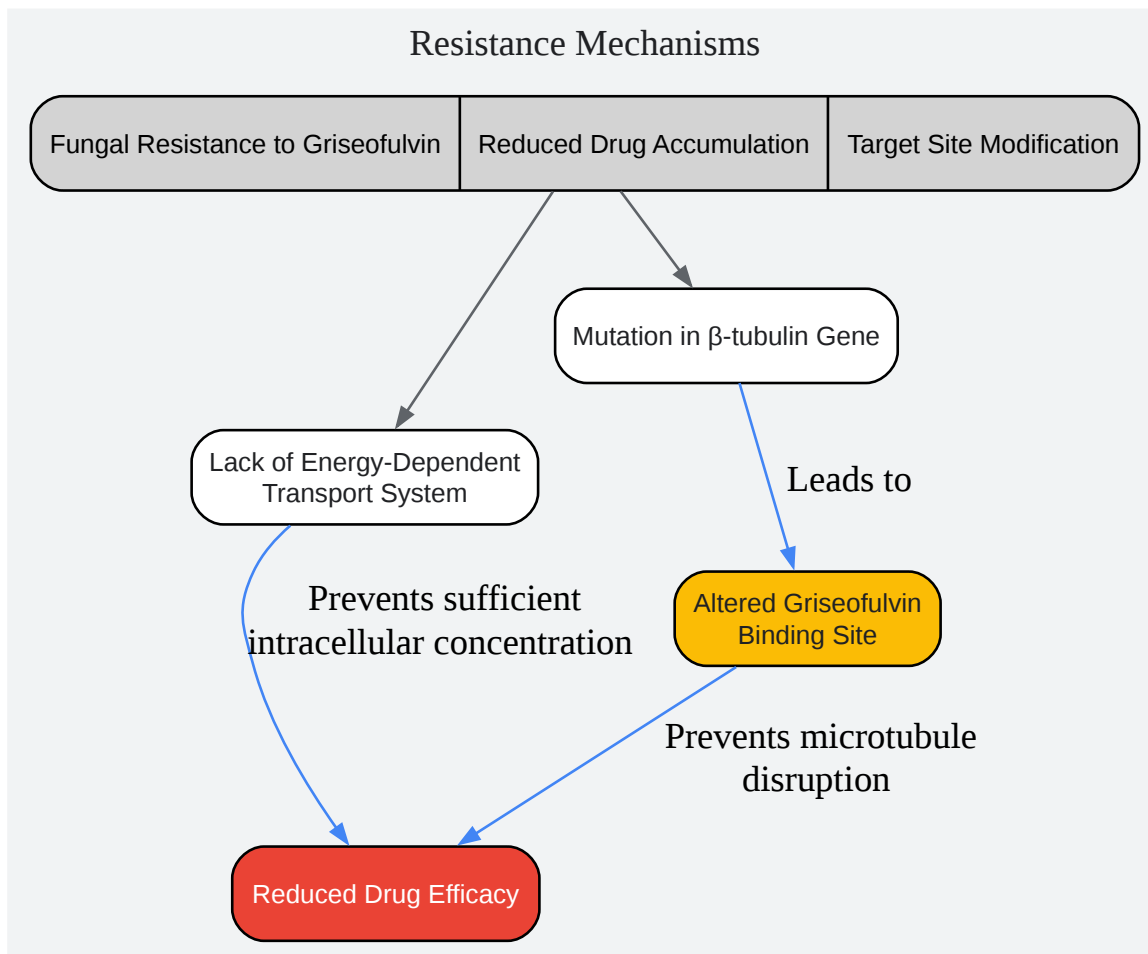 Resistance Mechanisms
Fungal Resistance to Griseofulvin
Reduced Drug Accumulation
Target Site Modification
Mutation in β-tubulin Gene
Lack of Energy-Dependent
Transport System
Leads to
Prevents sufficient
intracellular concentration
Altered Griseofulvin
Binding Site
Prevents microtubule
disruption
Reduced Drug Efficacy